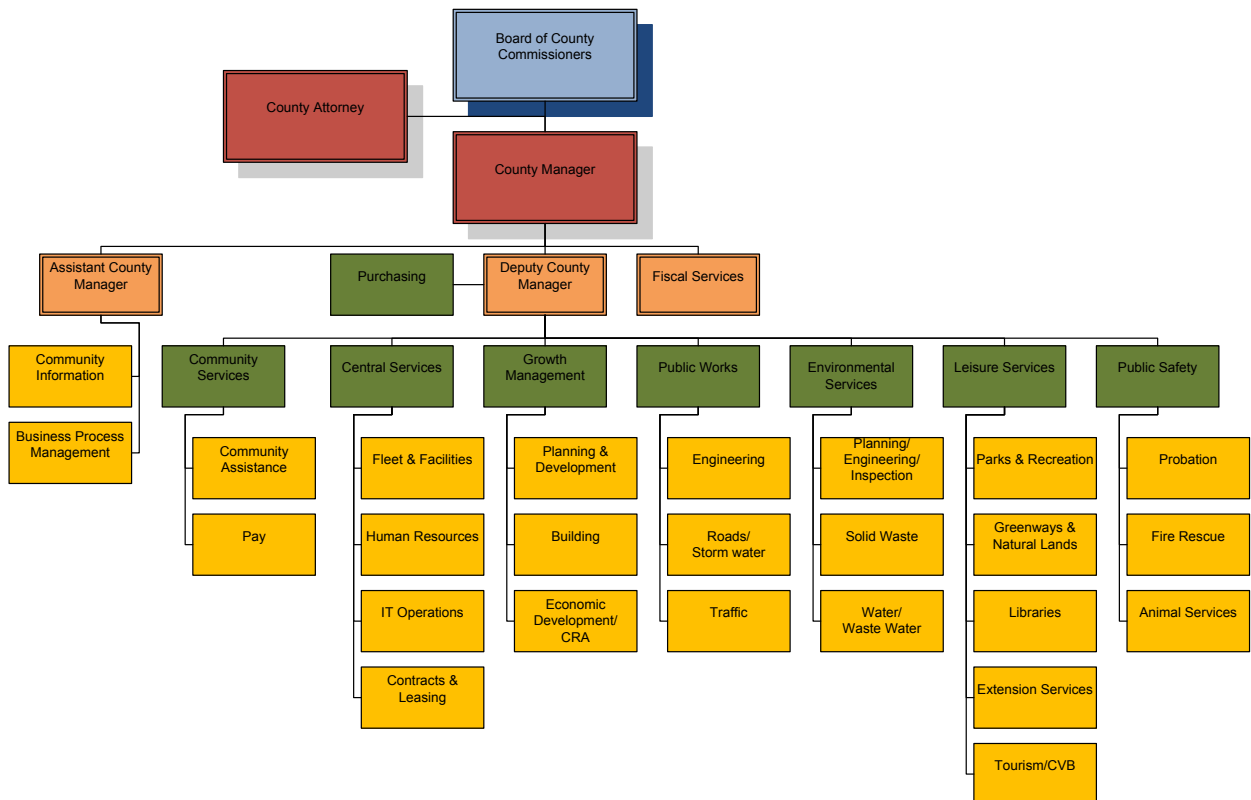 Board of County
Commissioners
County Attorney
County Manager
Assistant County
Manager
Purchasing
Deputy County
Manager
Fiscal Services
Community
Information
Business Process
Management
Community
Services
Central Services
Growth
Management
Public Works
Environmental
Services
Leisure Services
Public Safety
Community
Assistance
Pay
Fleet & Facilities
Human Resources
IT Operations
Contracts &
Leasing
Planning &
Development
Building
Economic
Development/
CRA
Engineering
Roads/
Storm water
Traffic
Planning/
Engineering/
Inspection
Solid Waste
Water/
Waste Water
Parks & Recreation
Greenways &
Natural Lands
Libraries
Extension Services
Tourism/CVB
Probation
Fire Rescue
Animal Services